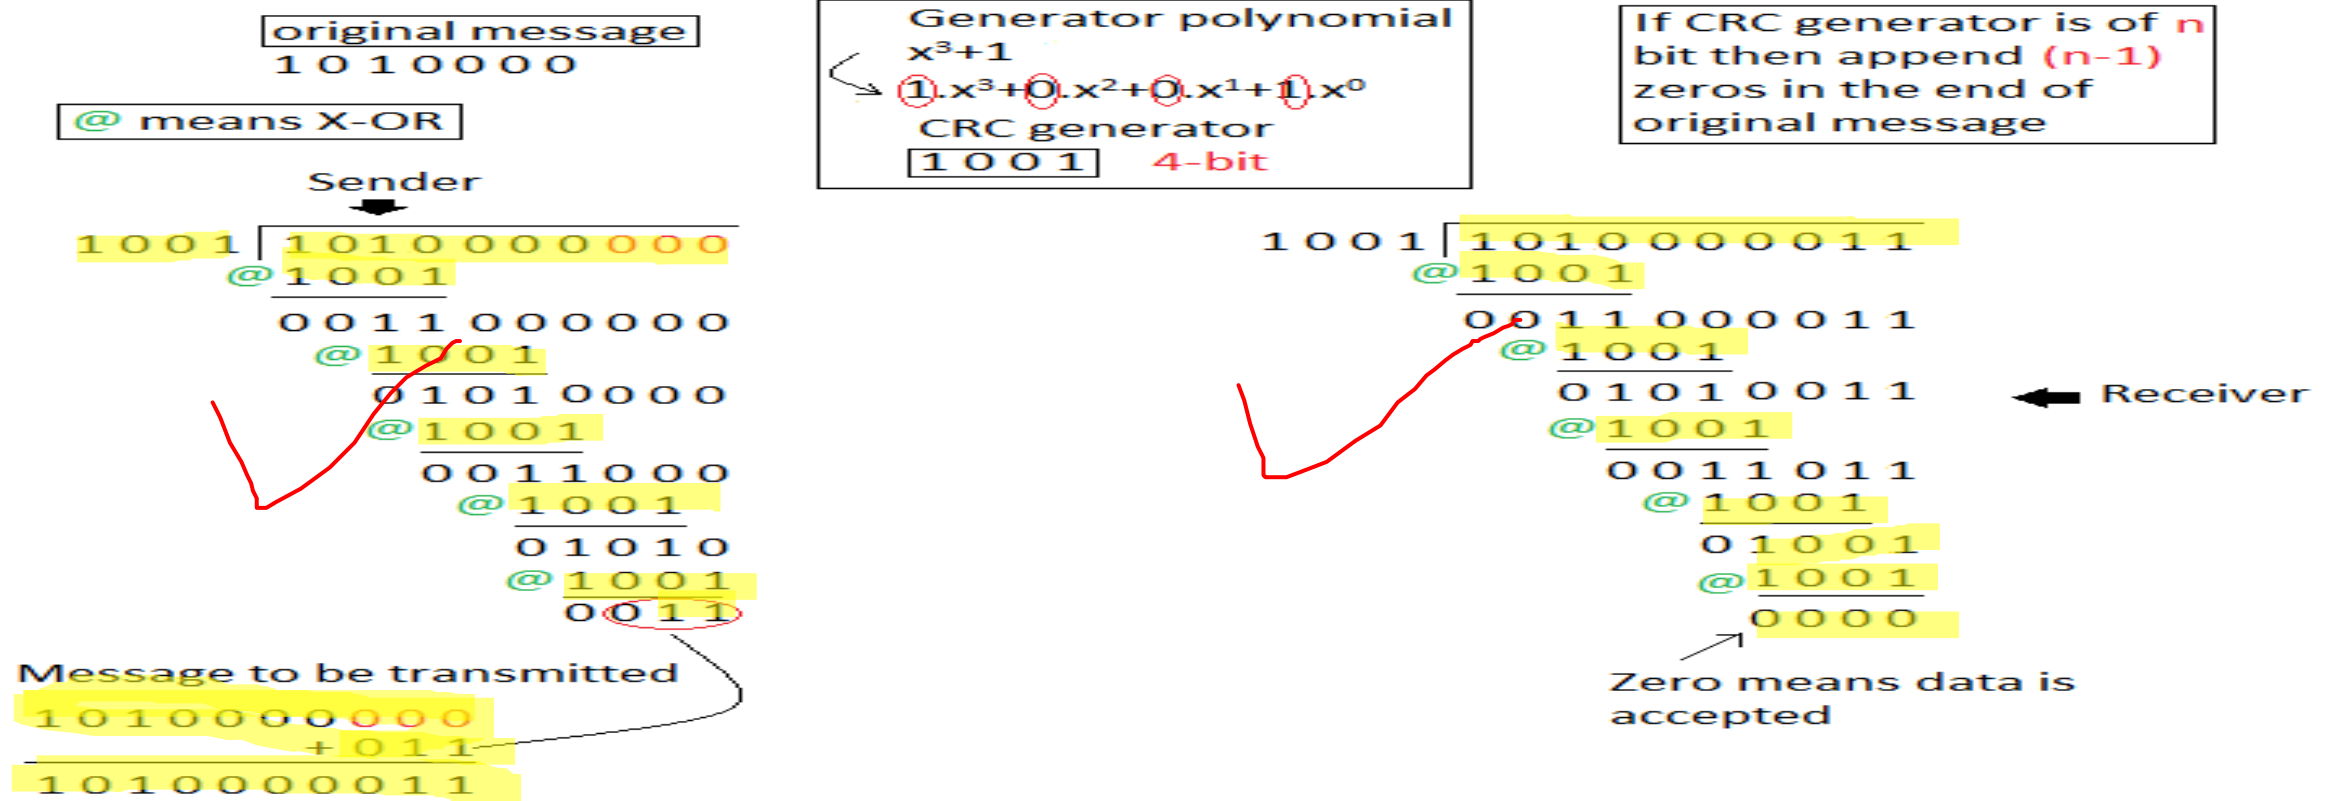 original message
1 0 1 0 0 0 0
@ means X-OR
Generator polynomial
x³+1
1.x³+0.x²+0.x¹+1.x⁰
CRC generator
1 0 0 1 4-bit
If CRC generator is of n
bit then append (n-1)
zeros in the end of
original message
Sender
1 0 0 1 1 0 1 0 0 0 0 0 0 0
@ 1 0 0 1
0 0 1 1 0 0 0 0 0 0
@ 1 0 0 1
0 1 0 1 0 0 0 0
@ 1 0 0 1
0 0 1 1 0 0 0
@ 1 0 0 1
0 1 0 1 0
@ 1 0 0 1
0 0 1 1
Message to be transmitted
1 0 1 0 0 0 0 0 0 0
+ 0 1 1
1 0 1 0 0 0 0 0 1 1
1 0 0 1 1 0 1 0 0 0 0 0 1 1
@ 1 0 0 1
0 0 1 1 0 0 0 0 1 1
@ 1 0 0 1
0 1 0 1 0 0 1 1
Receiver
@ 1 0 0 1
0 0 1 1 0 1 1
@ 1 0 0 1
0 1 0 0 1
@ 1 0 0 1
0 0 0 0
Zero means data is
accepted